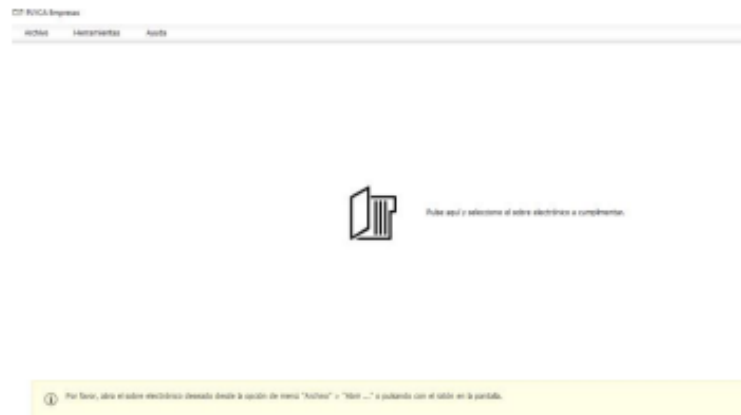 Empresas
Archivo Herramientas Ayuda
Pulse aquí y seleccione el sobre electrónico a cumplimentar.
Por favor, abra el sobre electrónico deseado desde la opción de menú "Archivo" > "Abrir ..." o pulsando con el ratón en la pantalla.